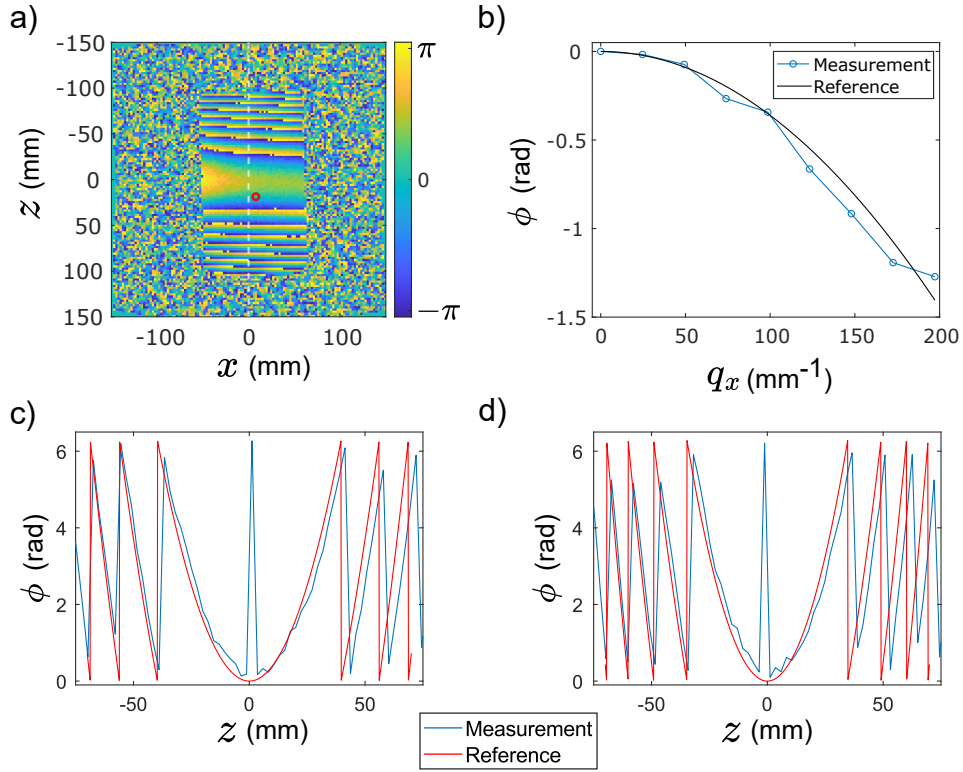 a)
-150
-100
-50
0
50
100
150
z (mm)
-100
0
100
x (mm)
π
0
−π
b)
0
-0.5
-1
-1.5
ϕ (rad)
0
50
100
150
200
q_x (mm⁻¹)
Measurement
Reference
c)
6
4
2
0
ϕ (rad)
-50
0
50
z (mm)
d)
6
4
2
0
ϕ (rad)
-50
0
50
z (mm)
Measurement
Reference